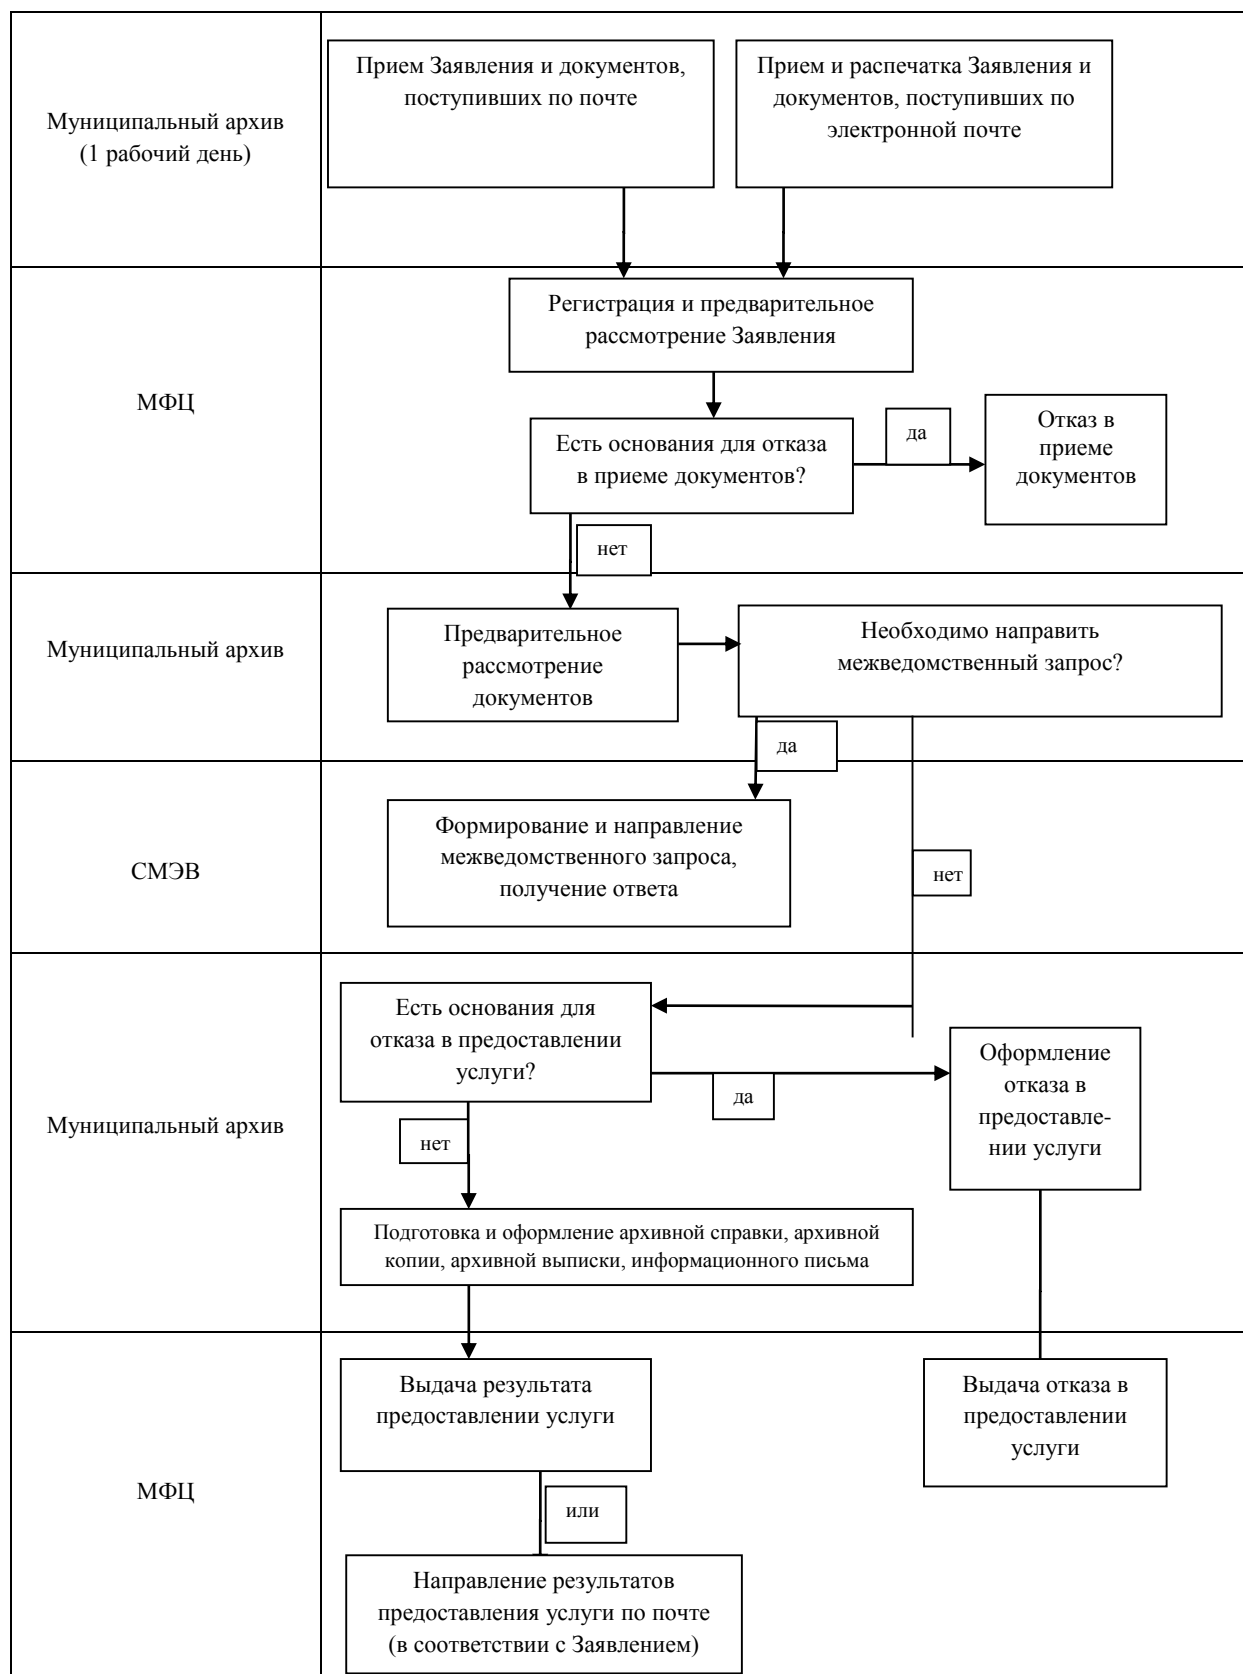 Муниципальный архив
(1 рабочий день)
Прием Заявления и документов,
поступивших по почте
Прием и распечатка Заявления и
документов, поступивших по
электронной почте
МФЦ
Регистрация и предварительное
рассмотрение Заявления
Есть основания для отказа
в приеме документов?
да
Отказ в
приеме
документов
нет
Муниципальный архив
Предварительное
рассмотрение
документов
Необходимо направить
межведомственный запрос?
да
СМЭВ
Формирование и направление
межведомственного запроса,
получение ответа
нет
Муниципальный архив
Есть основания для
отказа в предоставлении
услуги?
да
Оформление
отказа в
предоставле-
нии услуги
нет
Подготовка и оформление архивной справки, архивной
копии, архивной выписки, информационного письма
МФЦ
Выдача результата
предоставлении услуги
Выдача отказа в
предоставлении
услуги
или
Направление результатов
предоставления услуги по почте
(в соответствии с Заявлением)